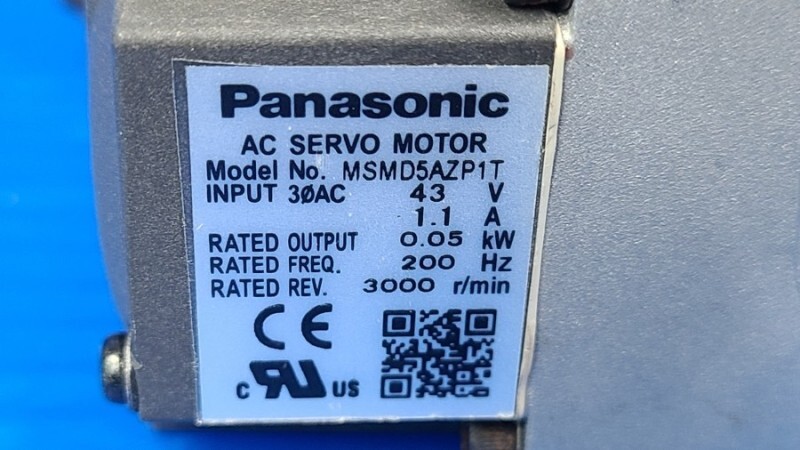 Panasonic
AC SERVO MOTOR
Model No. MSMD5AZP1T
INPUT 3ØAC 43 V
1.1 A
RATED OUTPUT 0.05 kW
RATED FREQ. 200 Hz
RATED REV. 3000 r/min
CE
c RU US